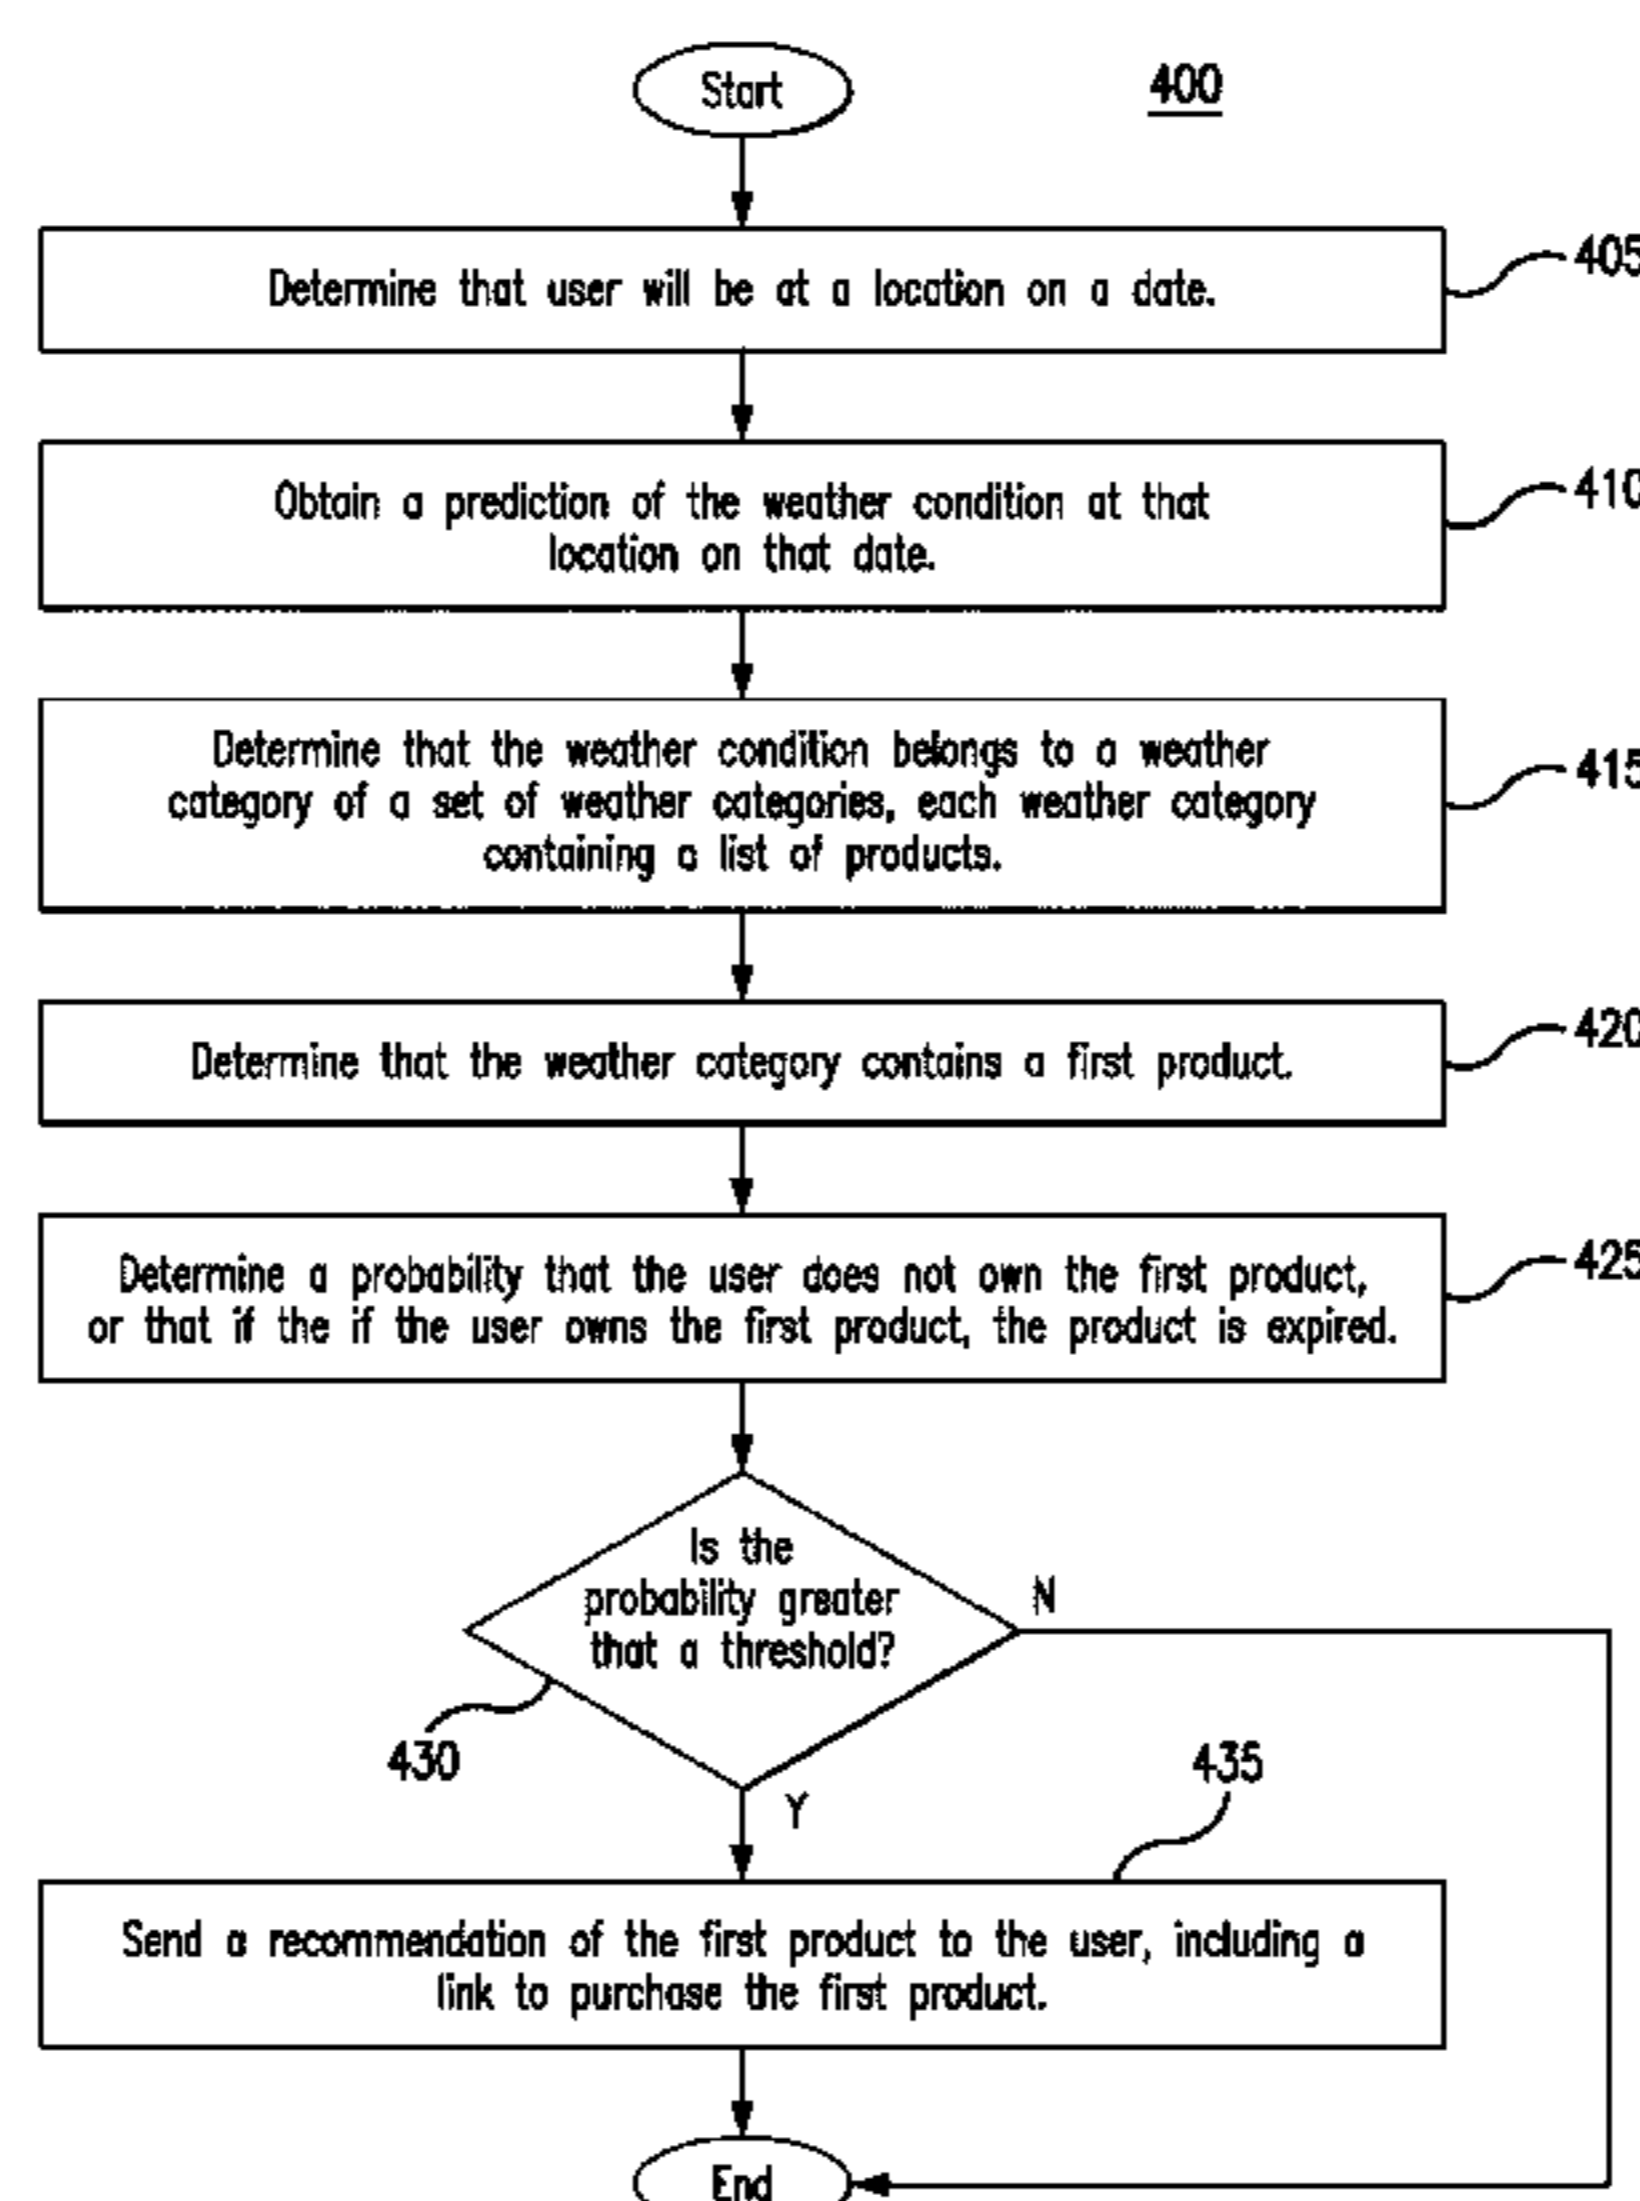 Start
400
Determine that user will be at a location on a date.
405
Obtain a prediction of the weather condition at that
location on that date.
410
Determine that the weather condition belongs to a weather
category of a set of weather categories, each weather category
containing a list of products.
415
Determine that the weather category contains a first product.
420
Determine a probability that the user does not own the first product,
or that if the if the user owns the first product, the product is expired.
425
Is the
probability greater
that a threshold?
N
430
Y
435
Send a recommendation of the first product to the user, including a
link to purchase the first product.
End